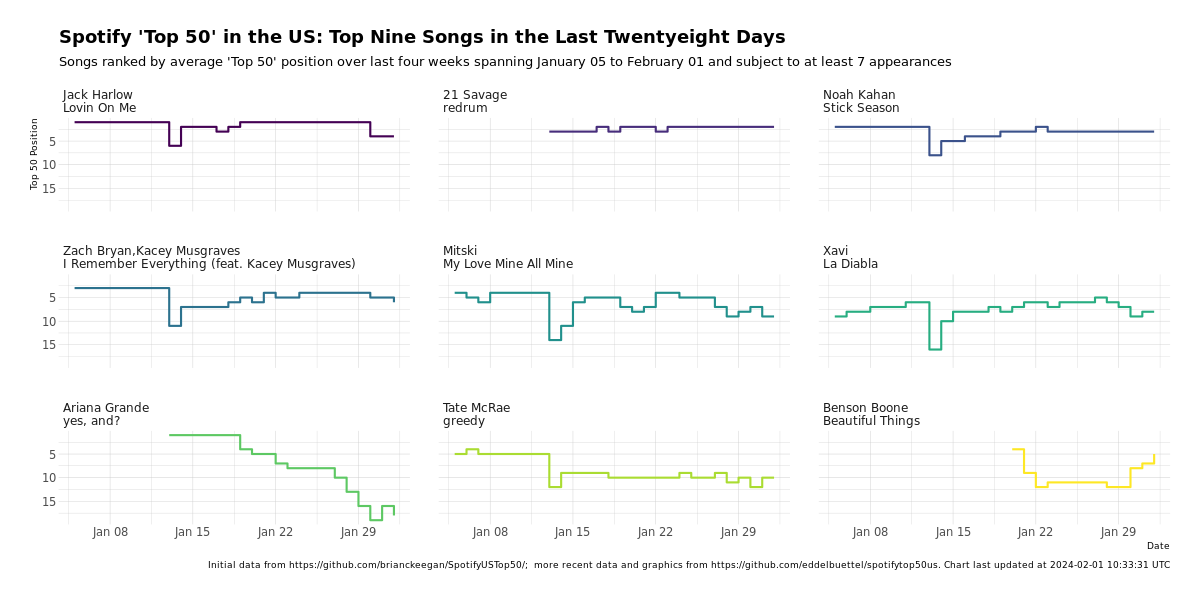 Spotify 'Top 50' in the US: Top Nine Songs in the Last Twentyeight Days
Songs ranked by average 'Top 50' position over last four weeks spanning January 05 to February 01 and subject to at least 7 appearances
Jack Harlow
Lovin On Me
21 Savage
redrum
Noah Kahan
Stick Season
Top 50 Position
5
10
15
Zach Bryan,Kacey Musgraves
I Remember Everything (feat. Kacey Musgraves)
Mitski
My Love Mine All Mine
Xavi
La Diabla
5
10
15
Ariana Grande
yes, and?
Tate McRae
greedy
Benson Boone
Beautiful Things
5
10
15
Jan 08 Jan 15 Jan 22 Jan 29 Jan 08 Jan 15 Jan 22 Jan 29 Jan 08 Jan 15 Jan 22 Jan 29
Date
Initial data from https://github.com/brianckeegan/SpotifyUSTop50/;  more recent data and graphics from https://github.com/eddelbuettel/spotifytop50us. Chart last updated at 2024-02-01 10:33:31 UTC